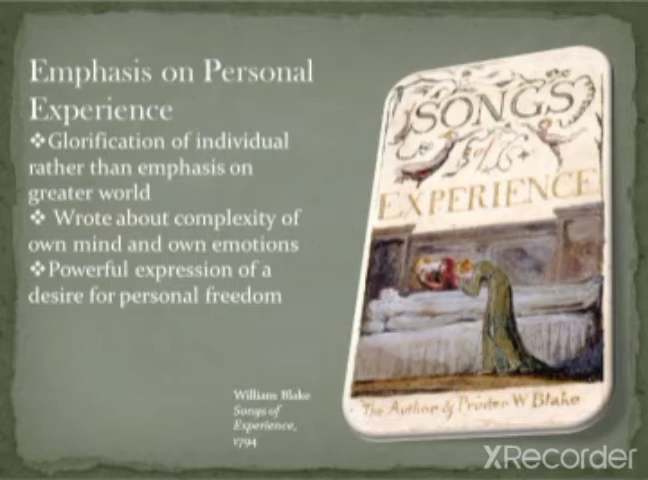 Emphasis on Personal
Experience
❖Glorification of individual
rather than emphasis on
greater world
❖ Wrote about complexity of
own mind and own emotions
❖Powerful expression of a
desire for personal freedom
William Blake
Songs of
Experience,
1794
SONGS
of
EXPERIENCE
The Author & Printer W Blake
XRecorder